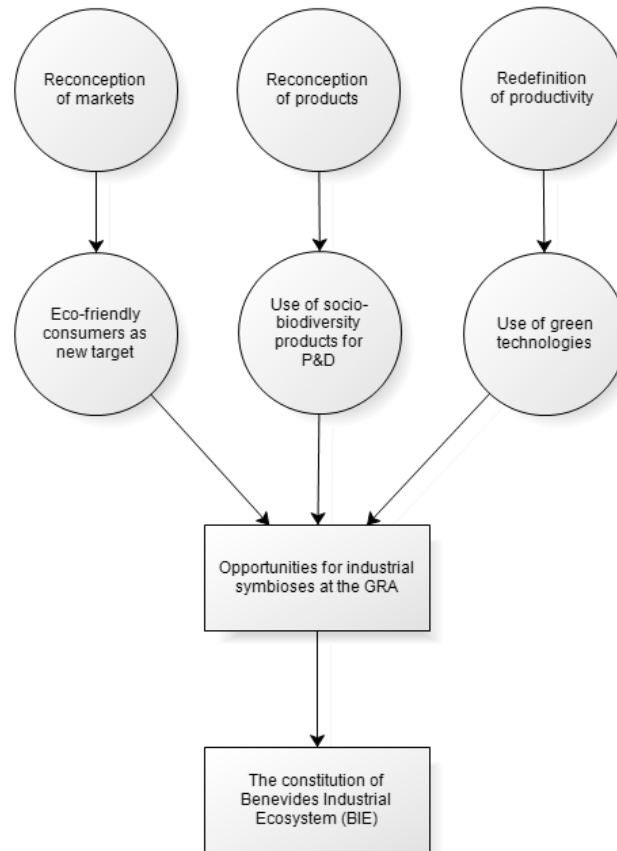 Reconception
of markets
Reconception
of products
Redefinition
of productivity
Eco-friendly
consumers as
new target
Use of socio-
biodiversity
products for
P&D
Use of green
technologies
Opportunities for industrial
symbioses at the GRA
The constitution of
Benevides Industrial
Ecosystem (BIE)